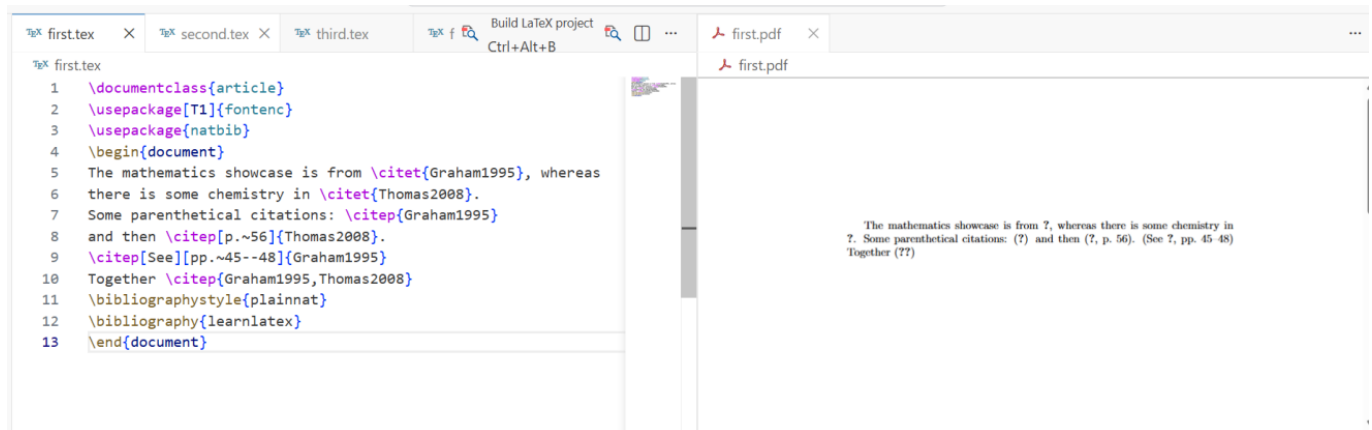 TEX first.tex
TEX second.tex
TEX third.tex
TEX f
Build LaTeX project
Ctrl+Alt+B
first.pdf
TEX first.tex
first.pdf
1 \documentclass{article}
2 \usepackage[T1]{fontenc}
3 \usepackage{natbib}
4 \begin{document}
5 The mathematics showcase is from \citet{Graham1995}, whereas
6 there is some chemistry in \citet{Thomas2008}.
7 Some parenthetical citations: \citep{Graham1995}
8 and then \citep[p.~56]{Thomas2008}.
9 \citep[See][pp.~45--48]{Graham1995}
10 Together \citep{Graham1995,Thomas2008}
11 \bibliographystyle{plainnat}
12 \bibliography{learnlatex}
13 \end{document}
The mathematics showcase is from ?, whereas there is some chemistry in
?. Some parenthetical citations: (?) and then (?, p. 56). (See ?, pp. 45–48)
Together (??)